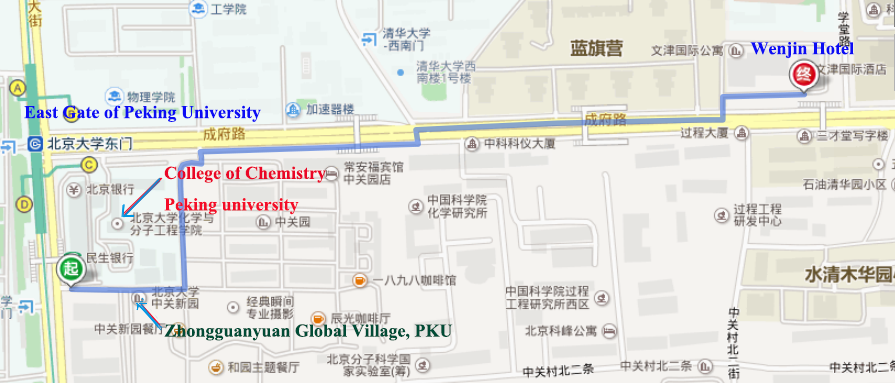 大
街
工学院
清华大学
-西南门
蓝旗营
学
堂
路
文津国际公寓
Wenjin Hotel
清华大学西
南楼1号楼
终
文津国际酒店
A
物理学院
B
East Gate of Peking University
加速器楼
成府路
成府路
北京大学东门
过程大厦
三才堂写字楼
中科科仪大厦
C
College of Chemistry
Peking university
常安福宾馆
中关园店
北京银行
石油清华园小区
D
北京大学化学与
分子工程学院
中关园
中国科学院
化学研究所
过程工程
研发中心
民生银行
起
一八九八咖啡馆
水清木华园
北京大学
中关新园
经典瞬间
专业摄影
中国科学院过程
工程研究所西区
辰光咖啡厅
中关新园餐厅
Zhongguanyuan Global Village, PKU
北京科峰公寓
中
关
村
北
二
街
和园主题餐厅
北京分子科学国
家实验室(筹)
中关村北二条
中关村北二条